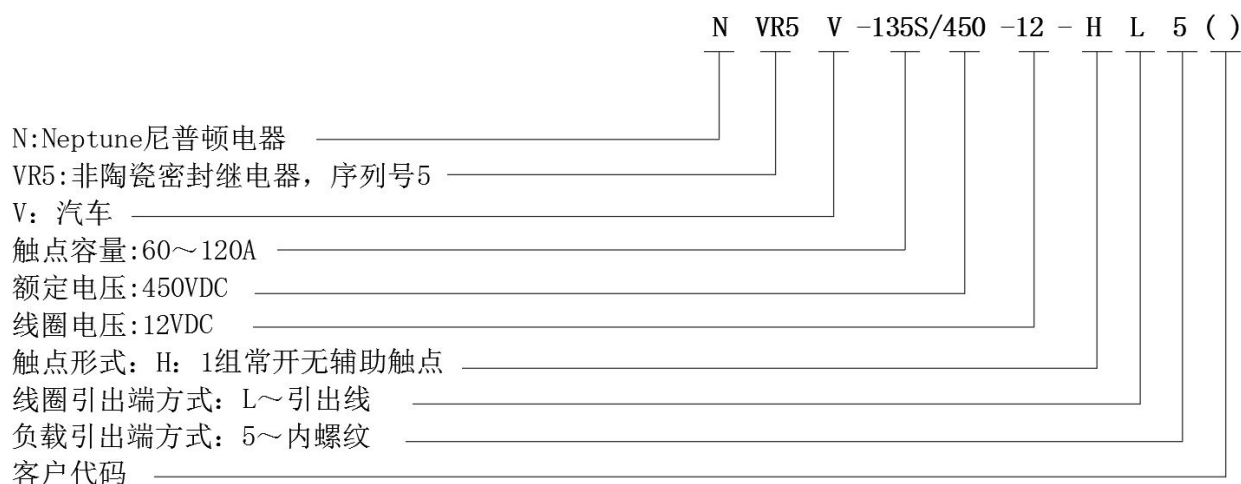 N VR5 V -135S/450 -12 - H L 5 ( )
N:Neptune尼普顿电器
VR5:非陶瓷密封继电器，序列号5
V：汽车
触点容量:60～120A
额定电压:450VDC
线圈电压:12VDC
触点形式：H：1组常开无辅助触点
线圈引出端方式：L～引出线
负载引出端方式：5～内螺纹
客户代码